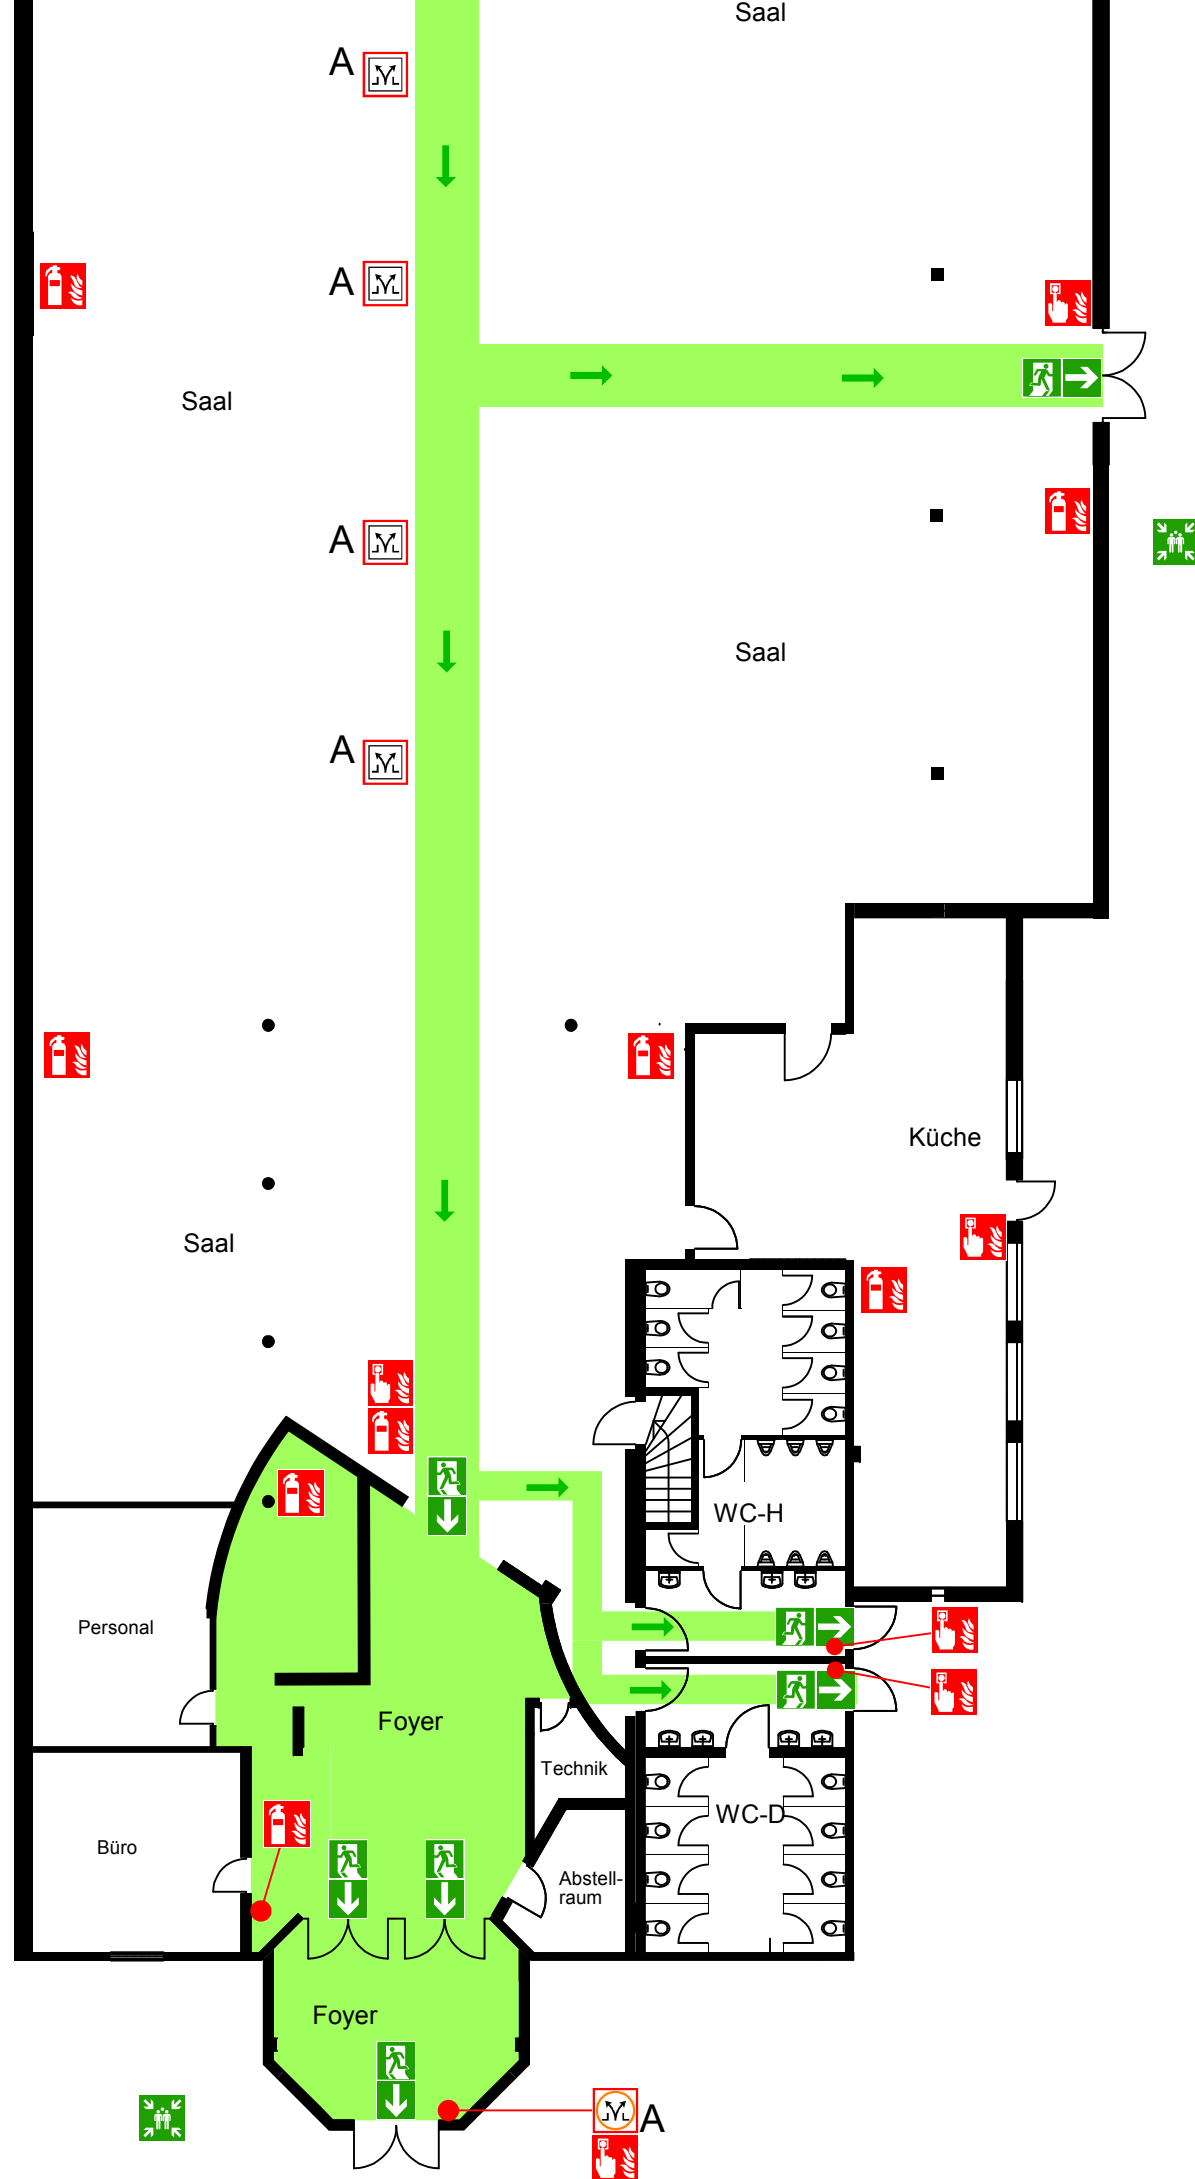 Saal
A
A
Saal
A
Saal
A
Küche
Saal
WC-H
Personal
Foyer
Technik
WC-D
Büro
Abstell-
raum
Foyer
A